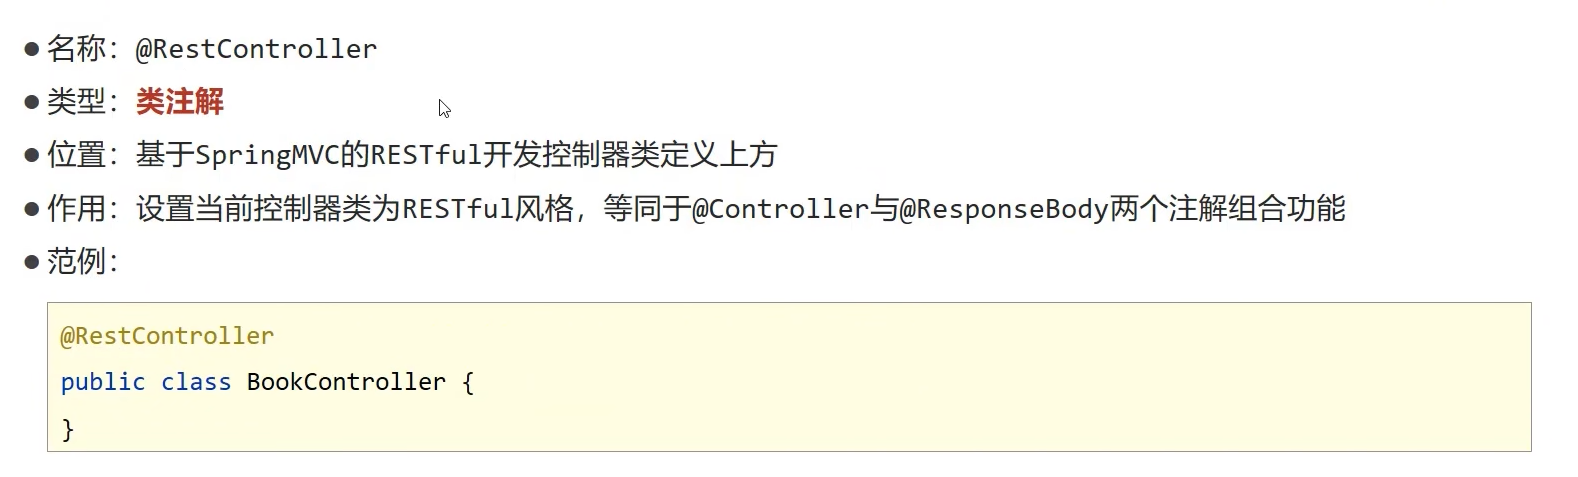 ● 名称：@RestController
● 类型：类注解
● 位置：基于SpringMVC的RESTful开发控制器类定义上方
● 作用：设置当前控制器类为RESTful风格，等同于@Controller与@ResponseBody两个注解组合功能
● 范例：
@RestController
public class BookController {
}